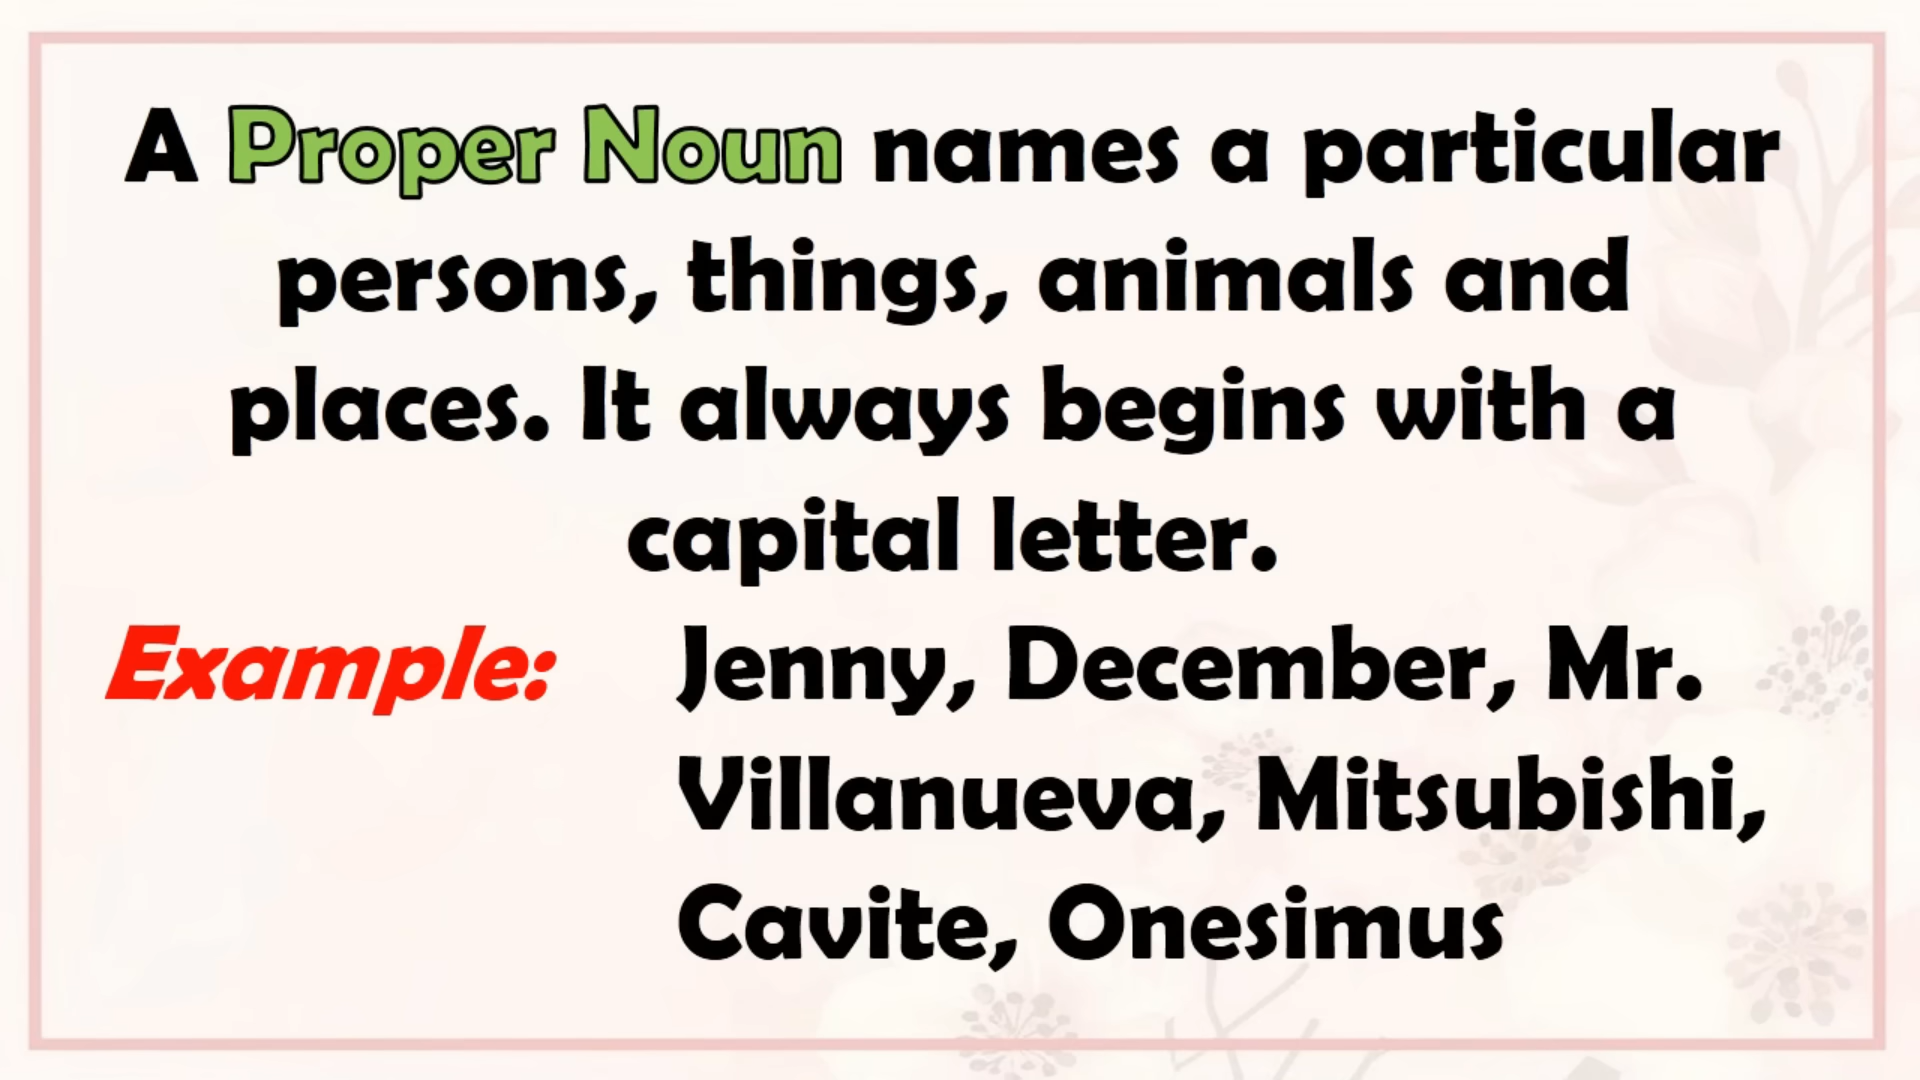 A Proper Noun names a particular
persons, things, animals and
places. It always begins with a
capital letter.
Example: Jenny, December, Mr.
Villanueva, Mitsubishi,
Cavite, Onesimus